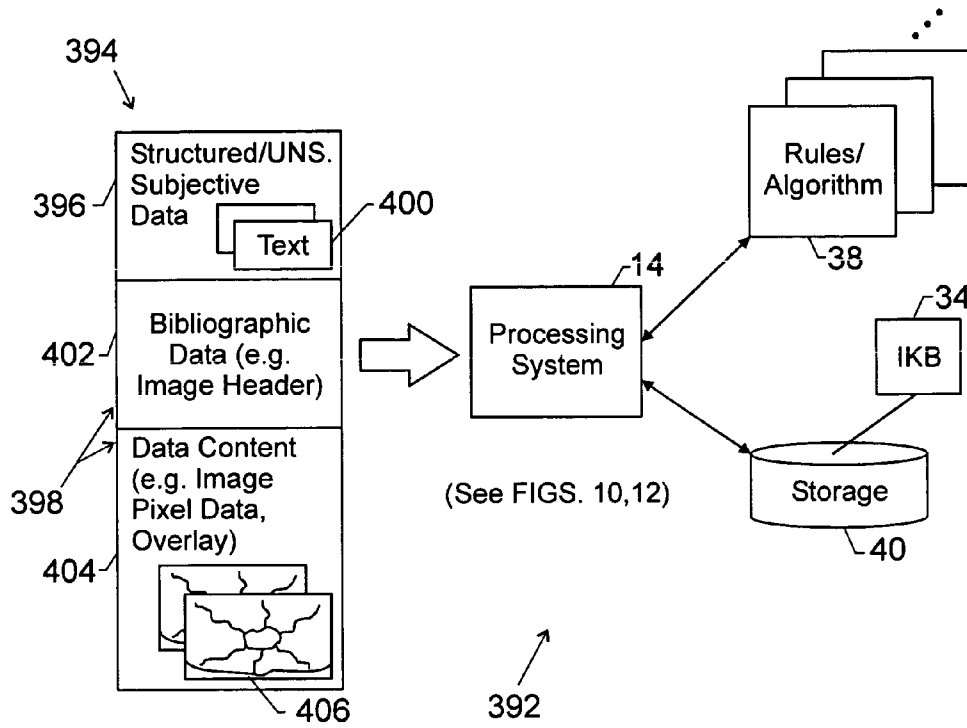 394
396
Structured/UNS.
Subjective
Data
Text
400
402
Bibliographic
Data (e.g.
Image Header)
398
Data Content
(e.g. Image
Pixel Data,
Overlay)
404
406
14
Processing
System
(See FIGS. 10,12)
392
Rules/
Algorithm
38
34
IKB
Storage
40